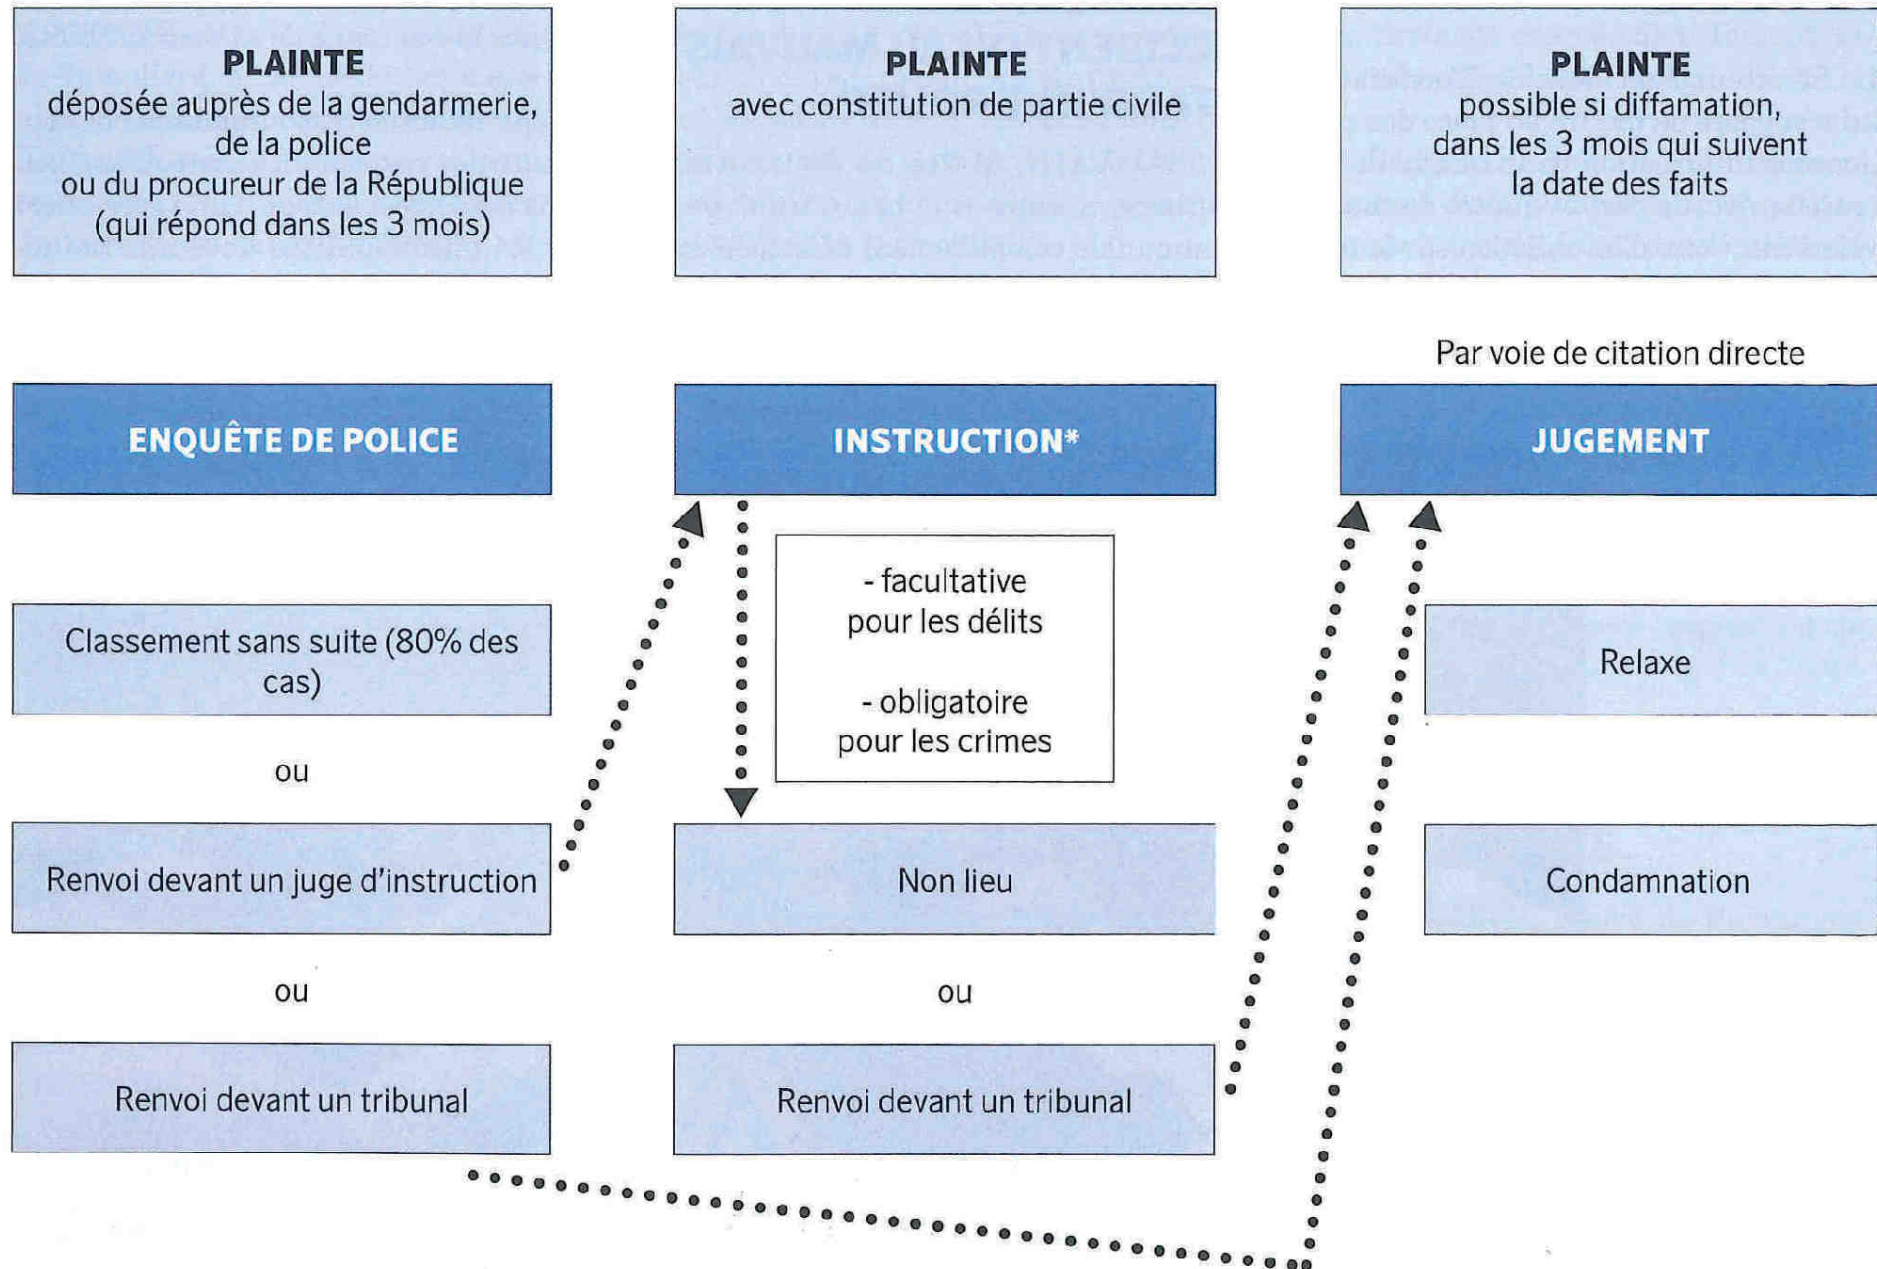 PLAINTE
déposée auprès de la gendarmerie,
de la police
ou du procureur de la République
(qui répond dans les 3 mois)
PLAINTE
avec constitution de partie civile
PLAINTE
possible si diffamation,
dans les 3 mois qui suivent
la date des faits
Par voie de citation directe
ENQUÊTE DE POLICE
INSTRUCTION*
JUGEMENT
- facultative
pour les délits
- obligatoire
pour les crimes
Classement sans suite (80% des
cas)
ou
Renvoi devant un juge d'instruction
ou
Renvoi devant un tribunal
Non lieu
ou
Renvoi devant un tribunal
Relaxe
Condamnation